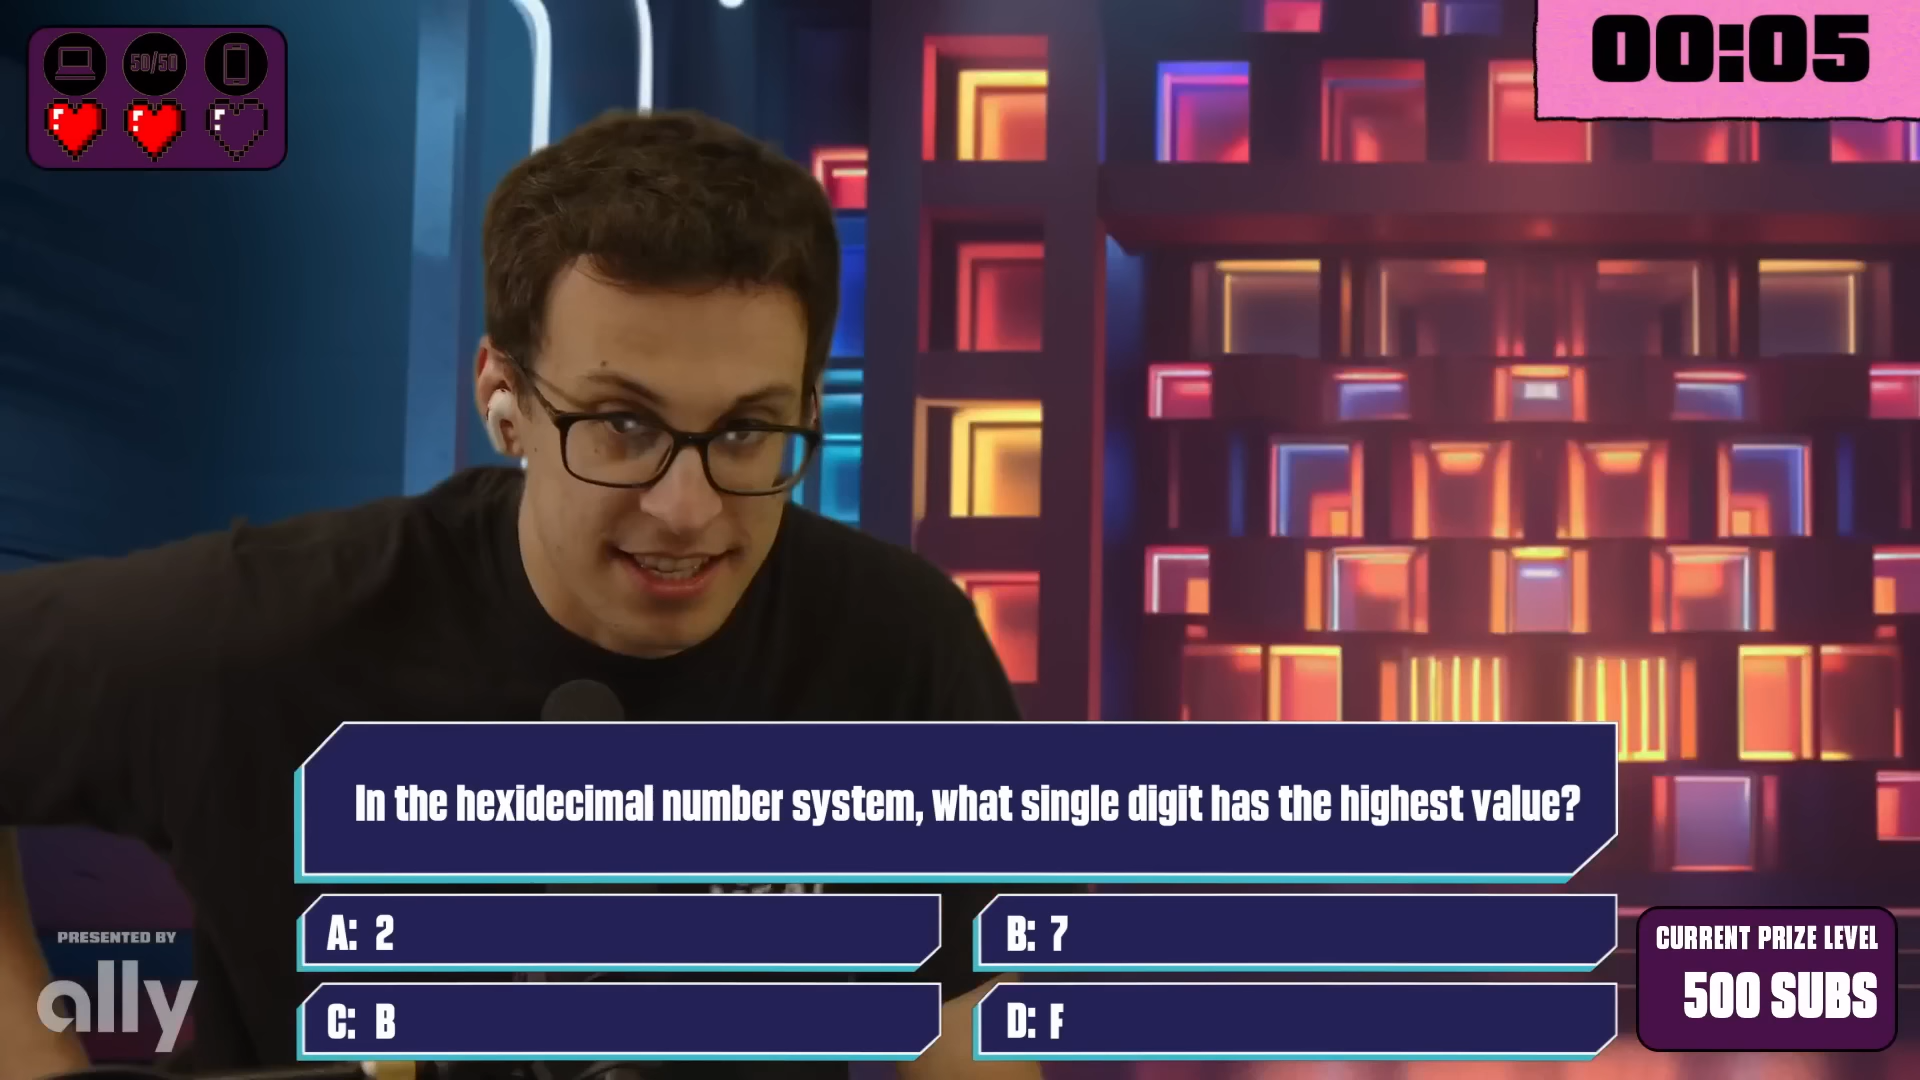 50/50
00:05
In the hexidecimal number system, what single digit has the highest value?
A: 2
B: 7
C: B
D: F
PRESENTED BY
ally
CURRENT PRIZE LEVEL
500 SUBS